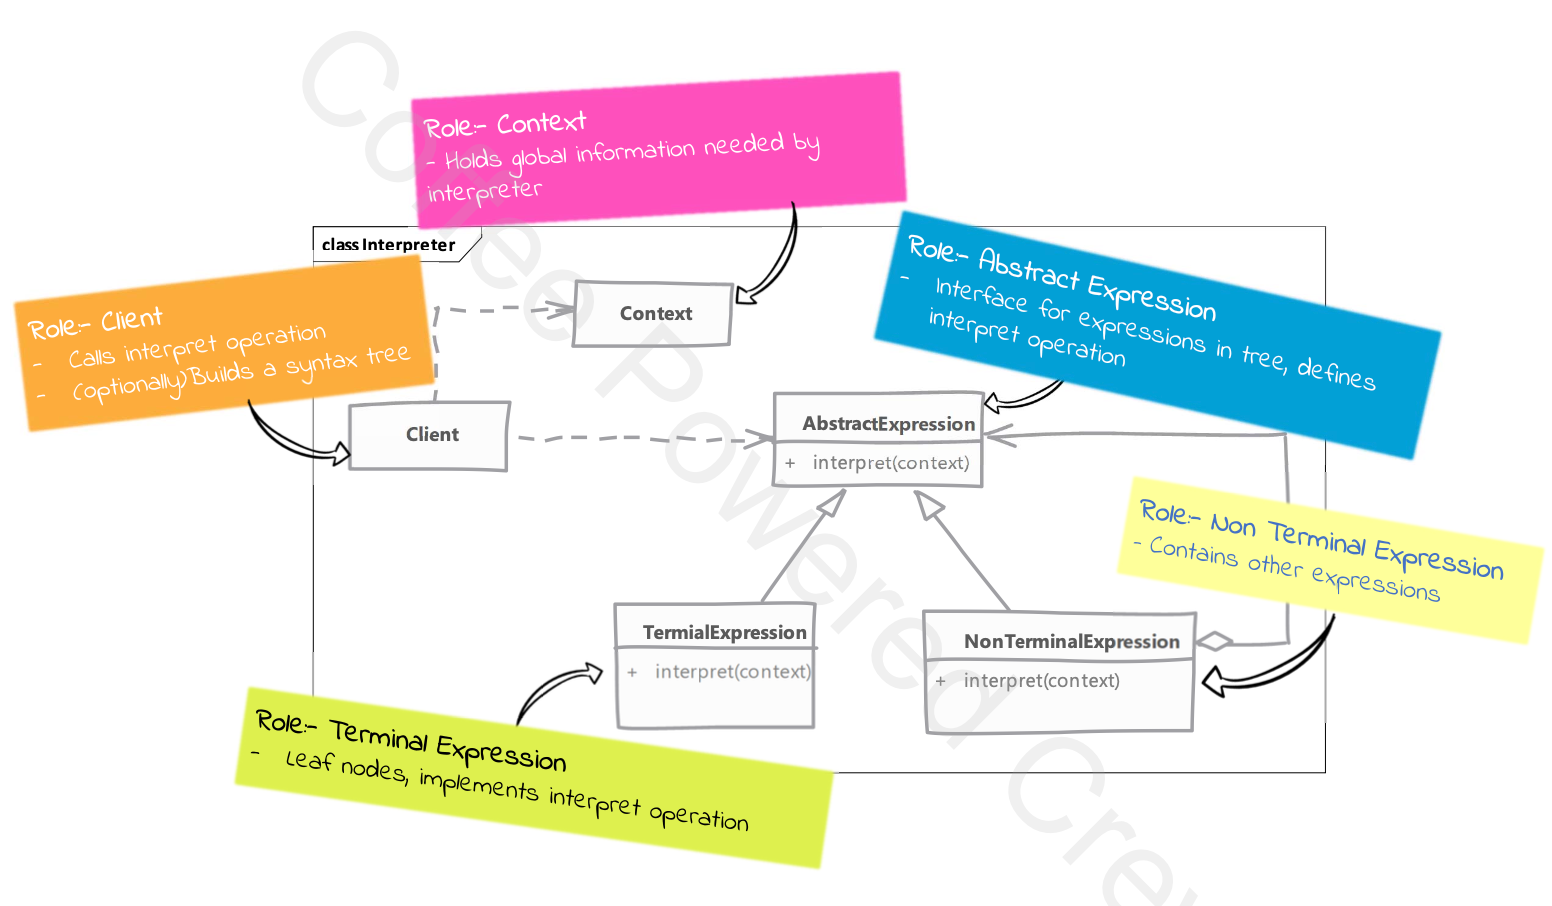 Role:- Context
- Holds global information needed by
interpreter
class Interpreter
Role:- Abstract Expression
- Interface for expressions in tree, defines
interpret operation
Role:- Client
- Calls interpret operation
- (optionally) Builds a syntax tree
Context
Client
AbstractExpression
+ interpret(context)
Role:- Non Terminal Expression
- Contains other expressions
TermialExpression
+ interpret(context)
NonTerminalExpression
+ interpret(context)
Role:- Terminal Expression
- Leaf nodes, implements interpret operation
Coffee Powered Cre